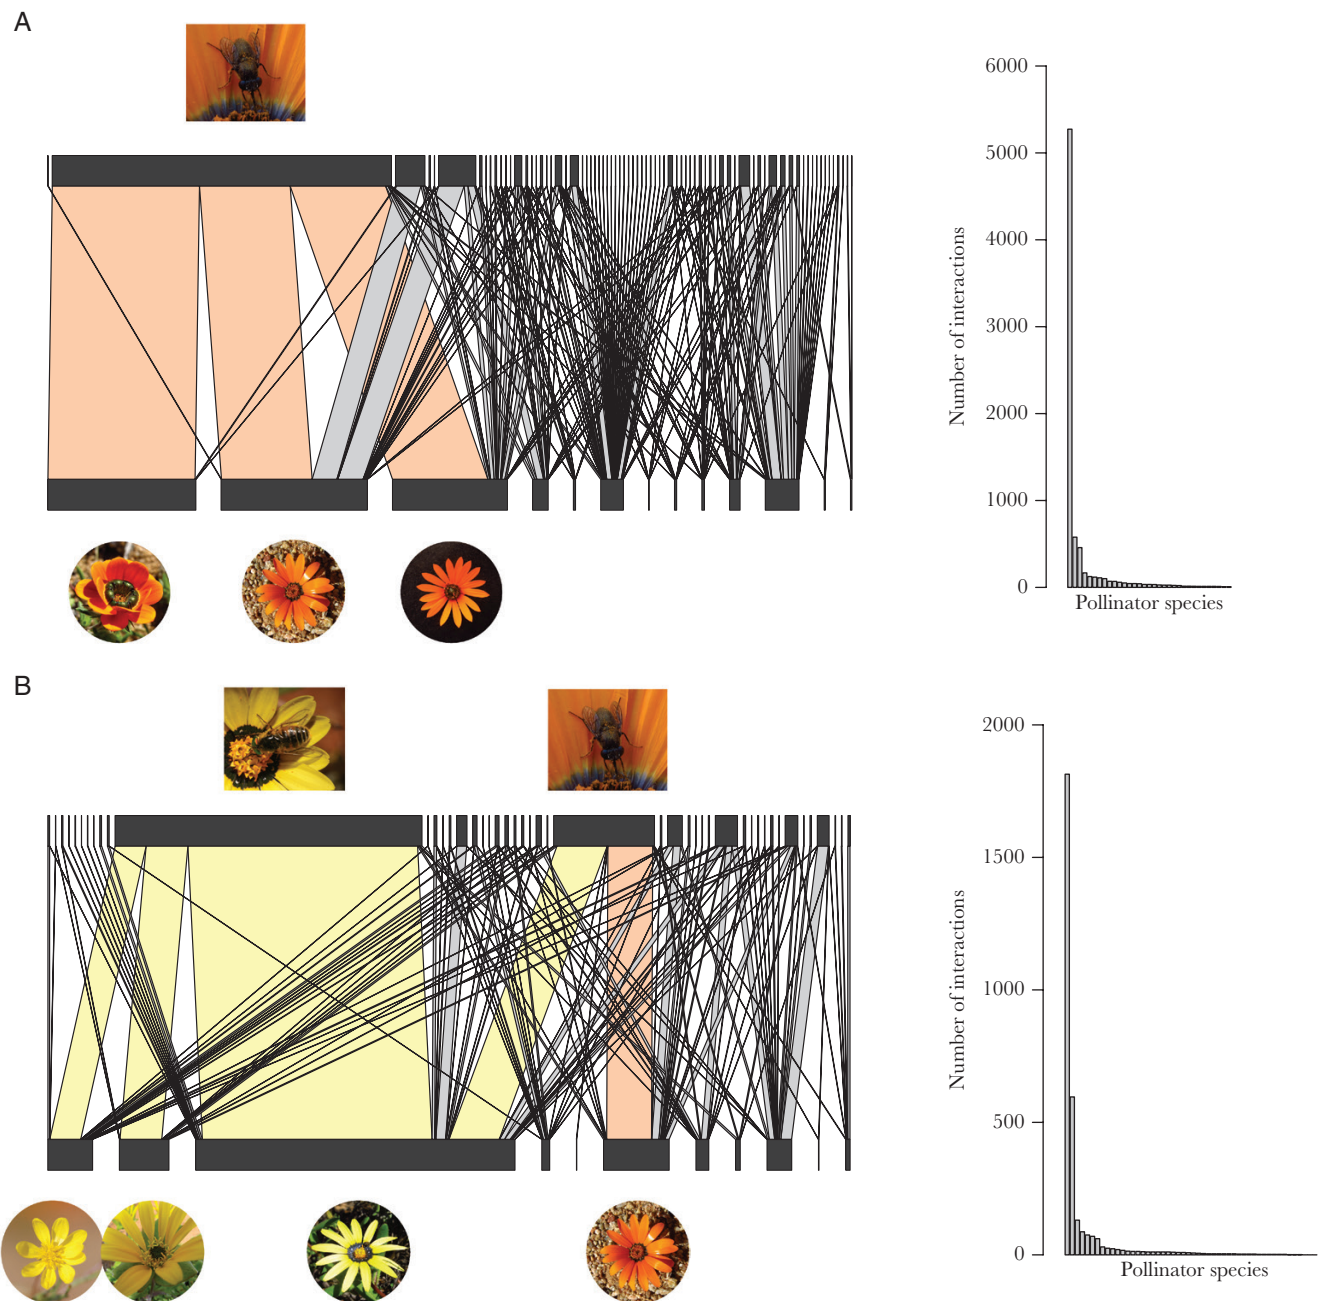 A
6000
5000
4000
3000
2000
1000
0
Number of interactions
Pollinator species
B
2000
1500
1000
500
0
Number of interactions
Pollinator species